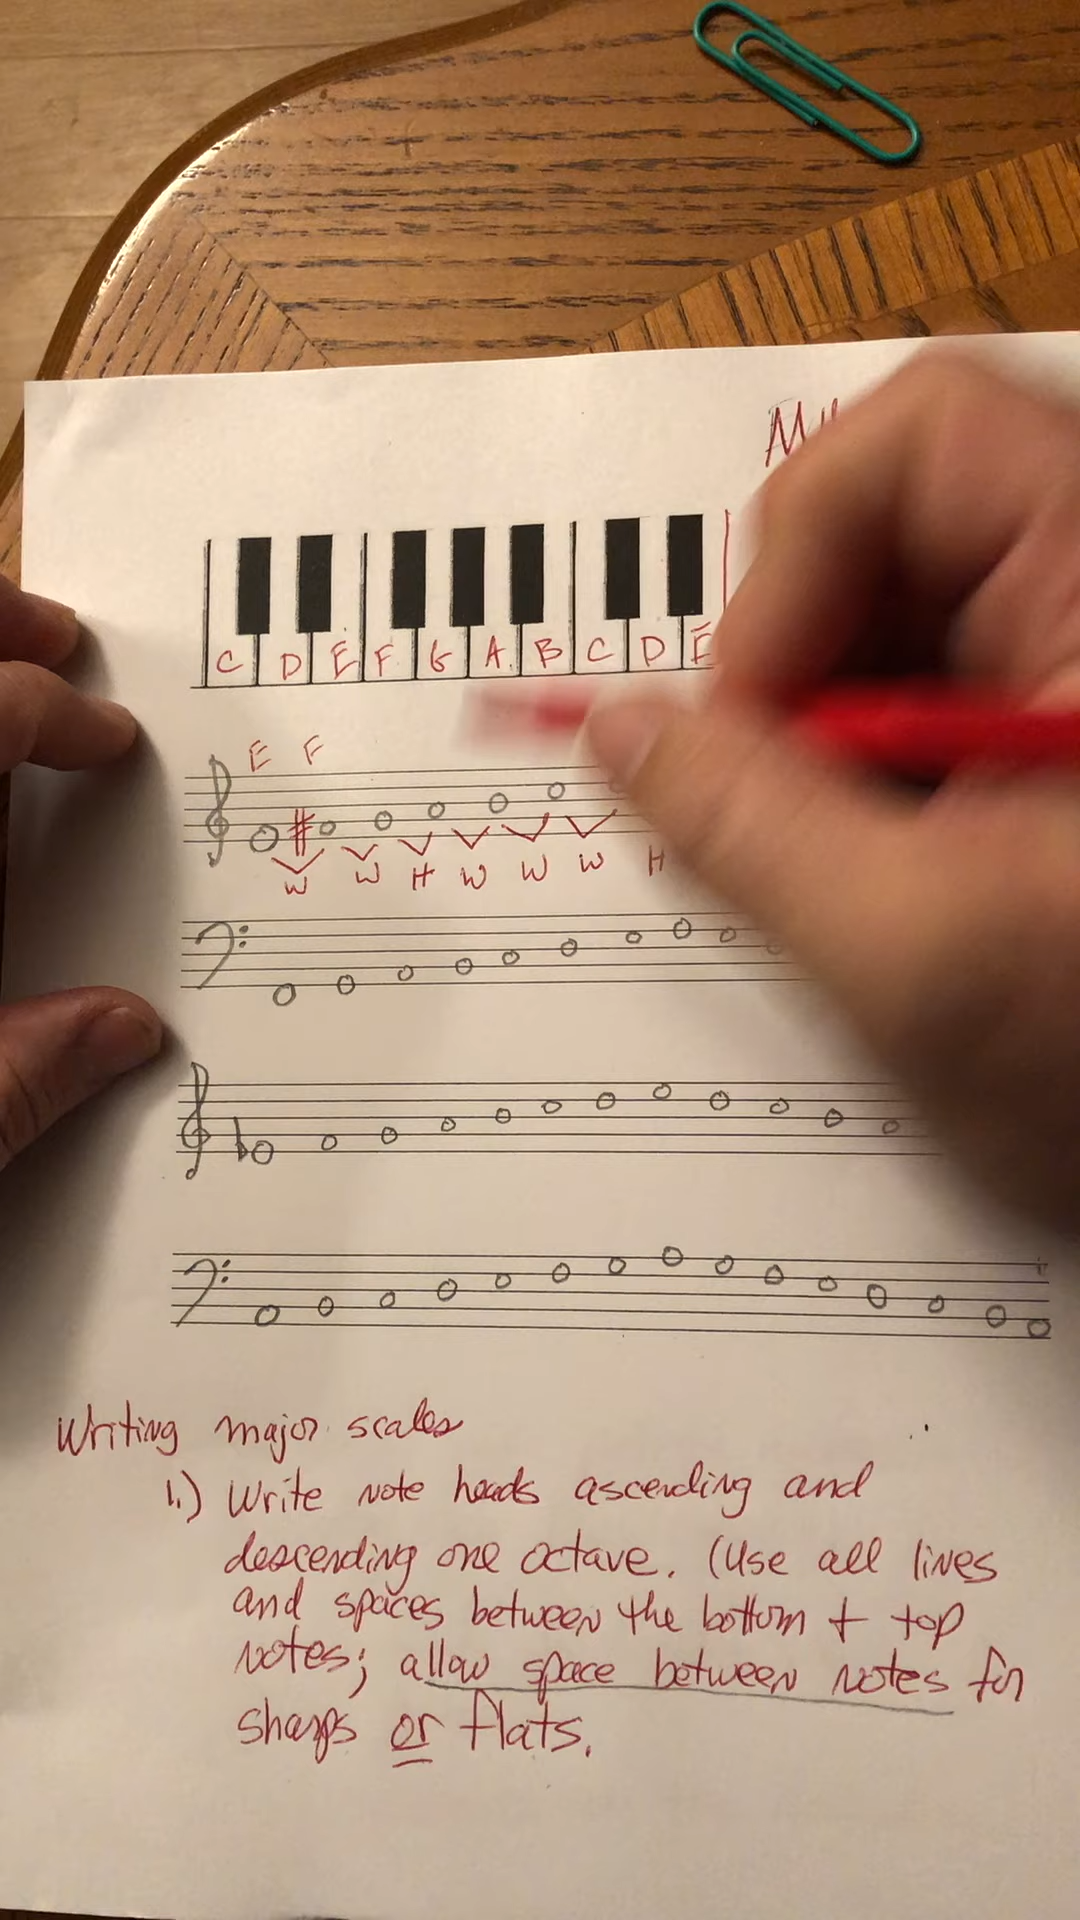 C D E F G A B C D E
E F
W W H W W W H
Writing major scales
1.) Write note heads ascending and
descending one octave. (Use all lines
and spaces between the bottom + top
notes; allow space between notes for
sharps or flats.